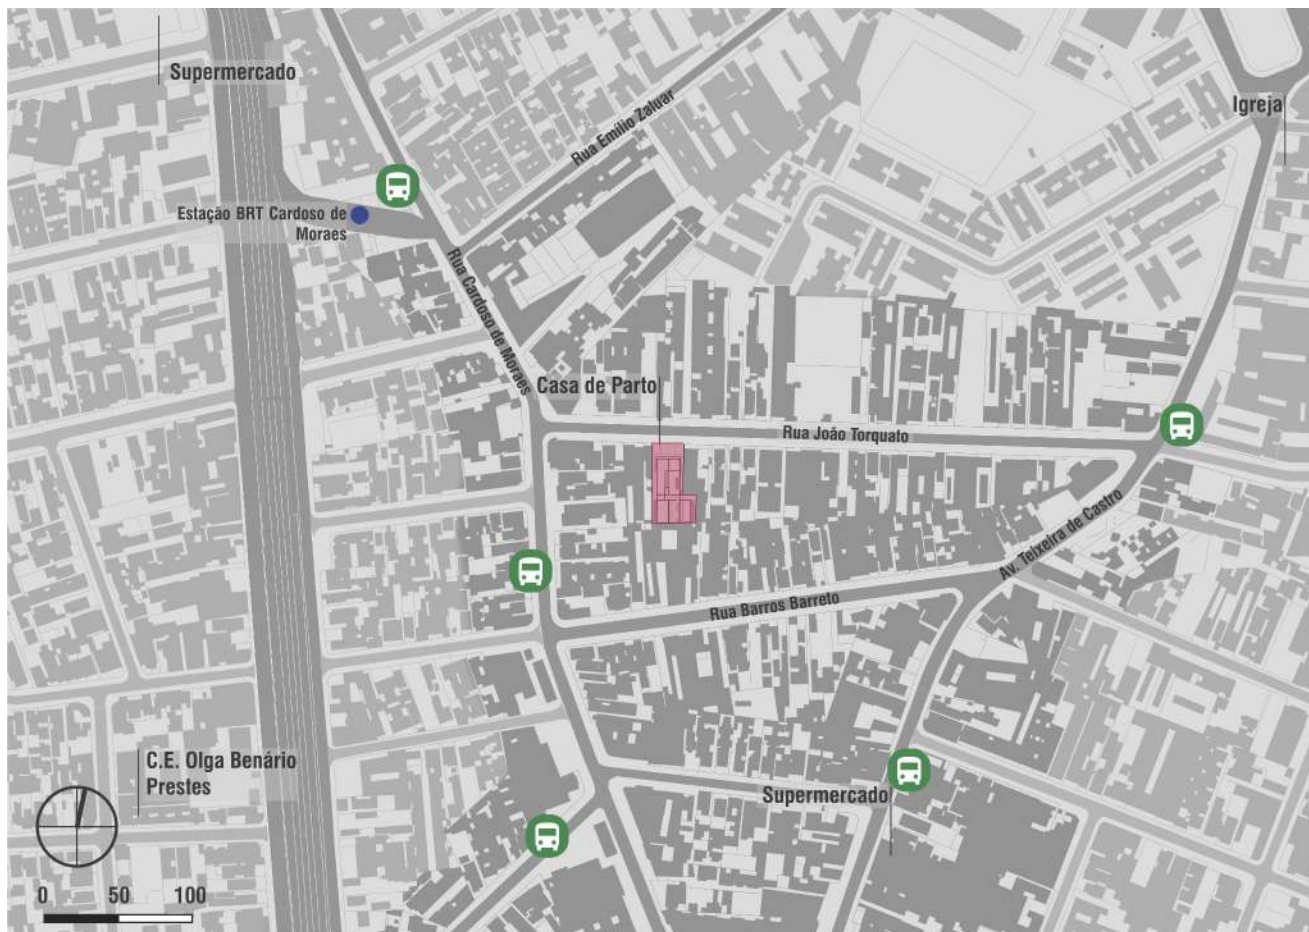 Supermercado
Igreja
Rua Emílio Zaluar
Estação BRT Cardoso de
Moraes
Rua Cardoso de Moraes
Casa de Parto
Rua João Torquato
Av. Teixeira de Castro
Rua Barros Barreto
C.E. Olga Benário
Prestes
Supermercado
0 50 100